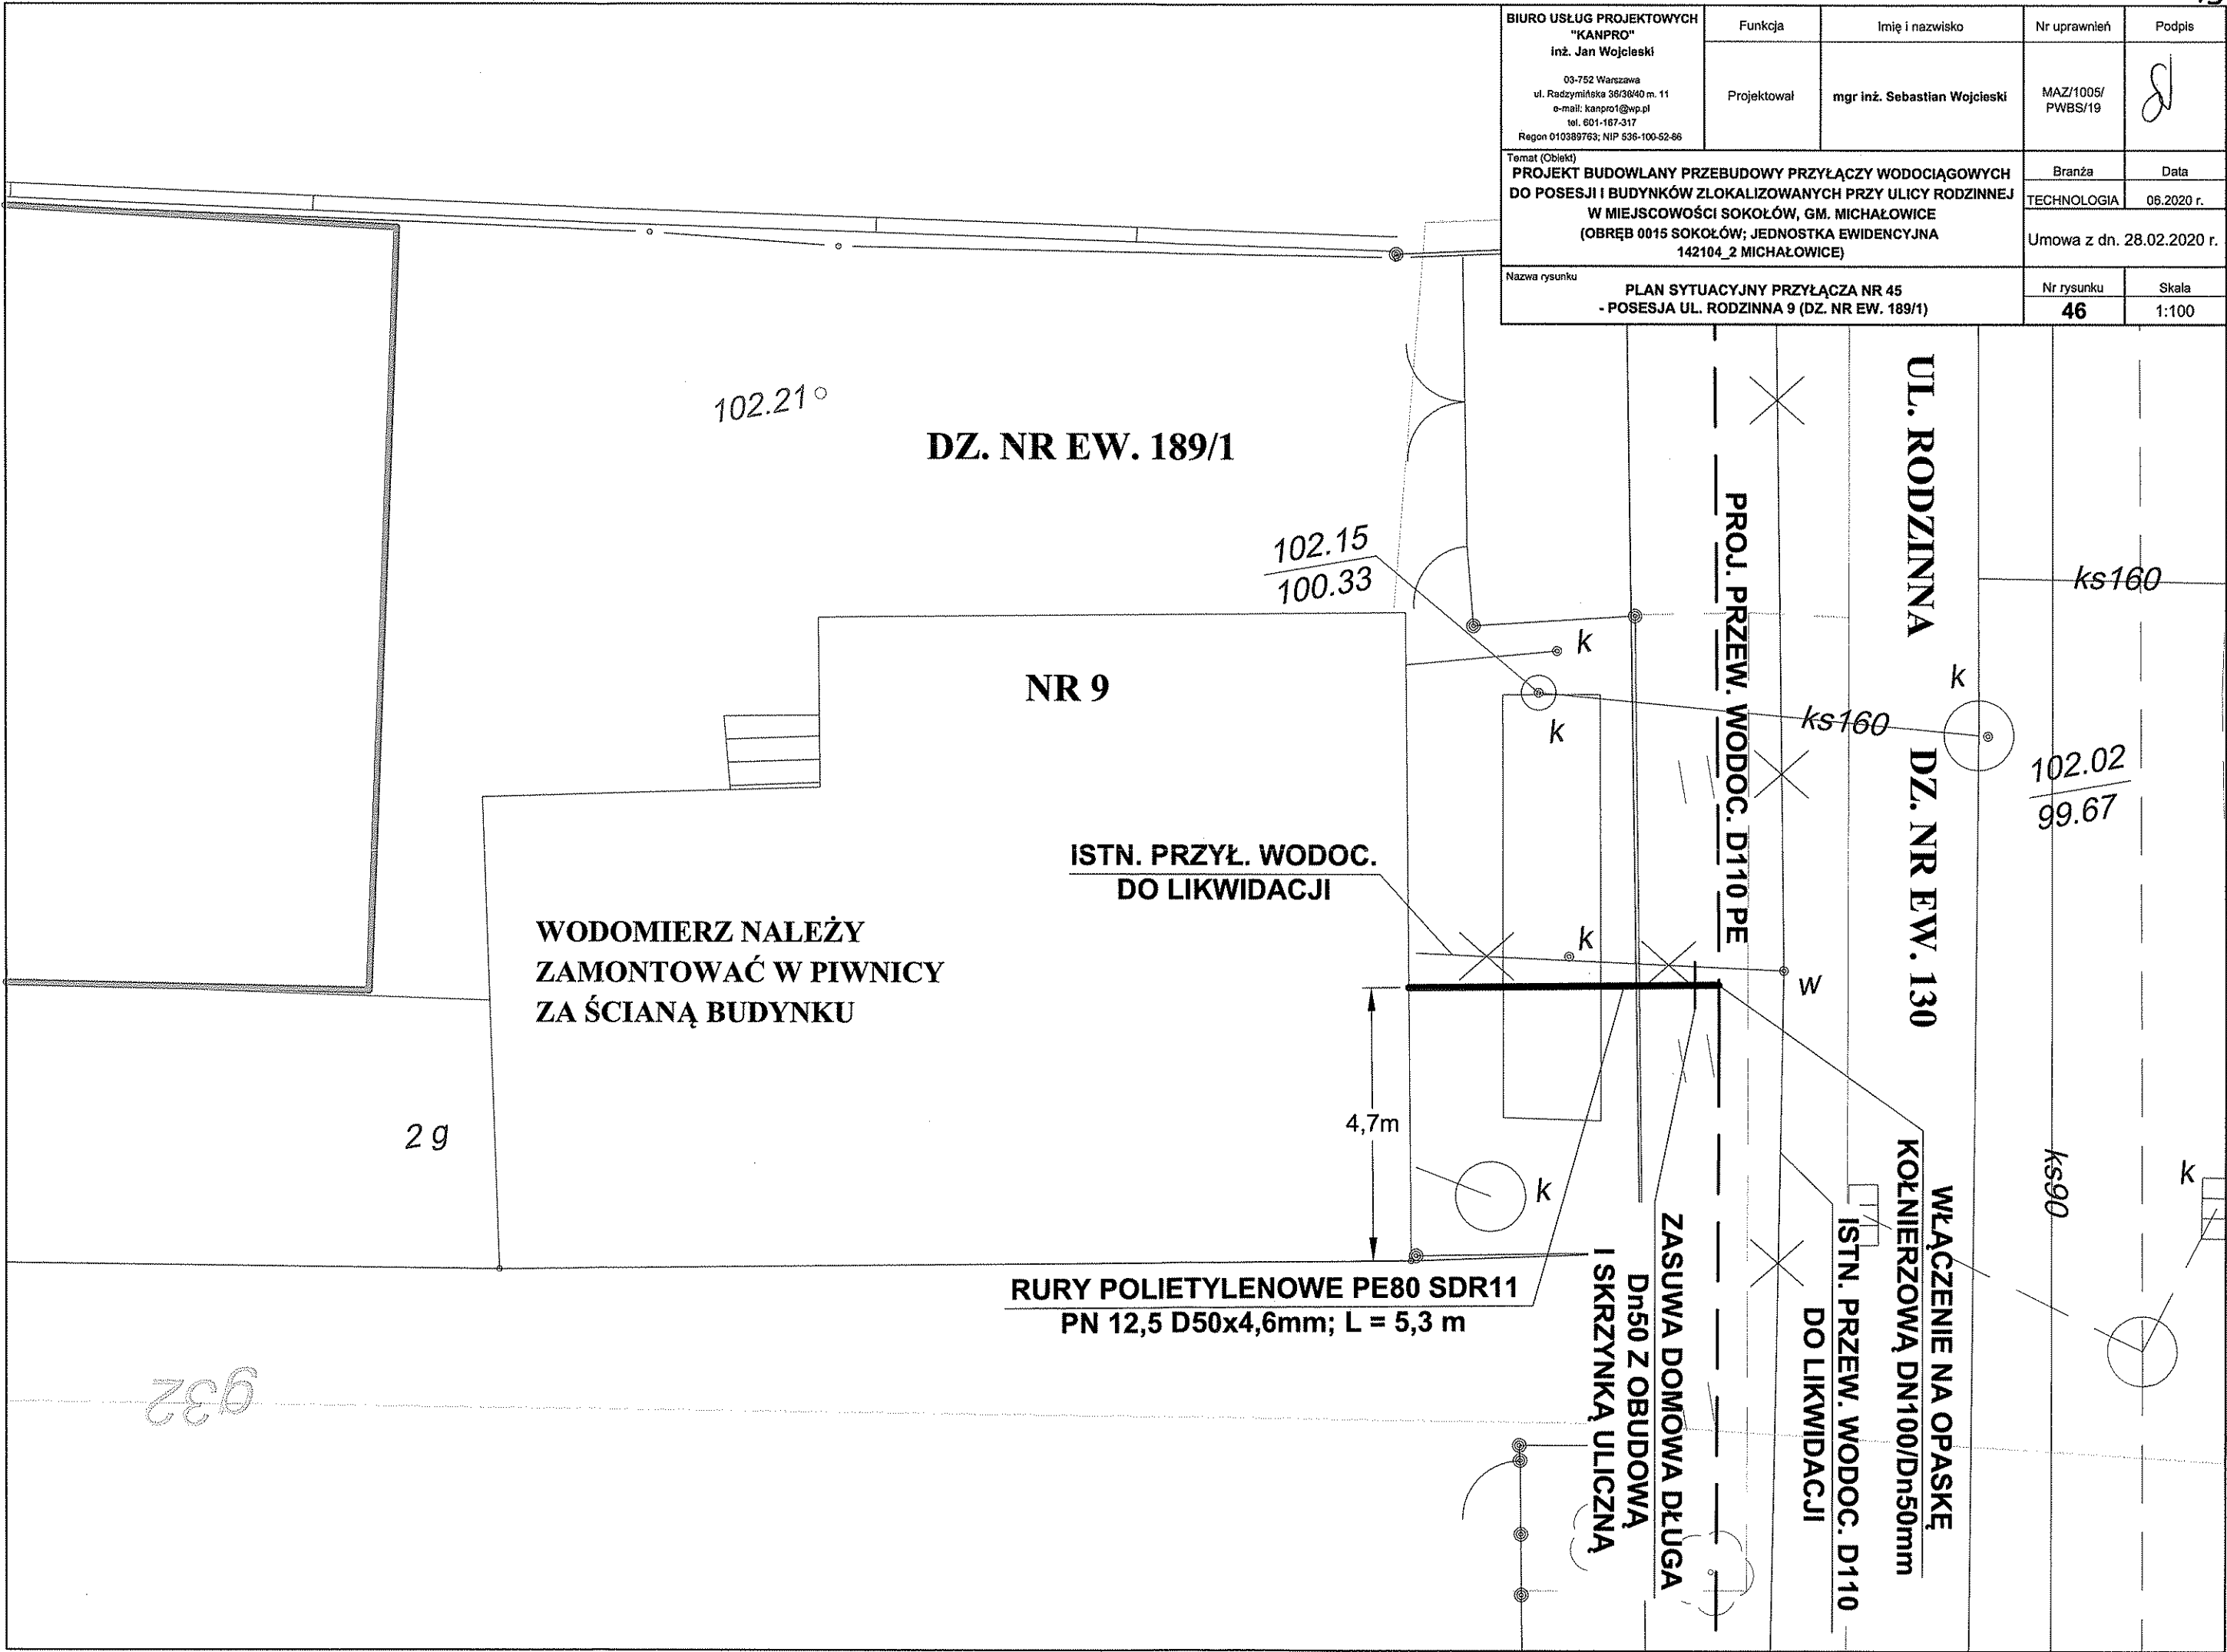 BIURO USŁUG PROJEKTOWYCH
"KANPRO"
inż. Jan Wojcieski
03-752 Warszawa
ul. Radzymińska 36/38/40 m. 11
e-mail: kanpro1@wp.pl
tel. 601-167-317
Regon 010389763; NIP 536-100-52-66
Funkcja
Imię i nazwisko
Nr uprawnień
Podpis
Projektował
mgr inż. Sebastian Wojcieski
MAZ/1005/
PWBS/19
Temat (Obiekt)
PROJEKT BUDOWLANY PRZEBUDOWY PRZYŁĄCZY WODOCIĄGOWYCH
DO POSESJI I BUDYNKÓW ZLOKALIZOWANYCH PRZY ULICY RODZINNEJ
W MIEJSCOWOŚCI SOKOŁÓW, GM. MICHAŁOWICE
(OBRĘB 0015 SOKOŁÓW; JEDNOSTKA EWIDENCYJNA
142104_2 MICHAŁOWICE)
Branża
Data
TECHNOLOGIA
06.2020 r.
Umowa z dn. 28.02.2020 r.
Nazwa rysunku
PLAN SYTUACYJNY PRZYŁĄCZA NR 45
- POSESJA UL. RODZINNA 9 (DZ. NR EW. 189/1)
Nr rysunku
Skala
46
1:100
102.21
DZ. NR EW. 189/1
102.15
100.33
NR 9
k
k
k
k
k
k
ks160
ks160
102.02
99.67
UL. RODZINNA DZ. NR EW. 130
PROJ. PRZEW. WODOC. D110 PE
ISTN. PRZYŁ. WODOC.
DO LIKWIDACJI
WODOMIERZ NALEŻY
ZAMONTOWAĆ W PIWNICY
ZA ŚCIANĄ BUDYNKU
w
4,7m
2 g
ks90
RURY POLIETYLENOWE PE80 SDR11
PN 12,5 D50x4,6mm; L = 5,3 m
ZASUWA DOMOWA DŁUGA
Dn50 Z OBUDOWĄ
I SKRZYNKĄ ULICZNĄ
ISTN. PRZEW. WODOC. D110
DO LIKWIDACJI
WŁĄCZENIE NA OPASKĘ
KOŁNIERZOWĄ DN100/Dn50mm
g32